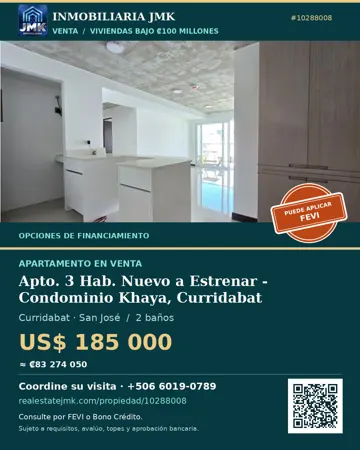 INMOBILIARIA JMK
#10288008
JMK
VENTA / VIVIENDAS BAJO ₡100 MILLONES
PUEDE APLICAR
FEVI
OPCIONES DE FINANCIAMIENTO
APARTAMENTO EN VENTA
Apto. 3 Hab. Nuevo a Estrenar -
Condominio Khaya, Curridabat
Curridabat · San José / 2 baños
US$ 185 000
≈ ₡83 274 050
Coordine su visita · +506 6019-0789
realestatejmk.com/propiedad/10288008
Consulte por FEVI o Bono Crédito.
Sujeto a requisitos, avalúo, topes y aprobación bancaria.